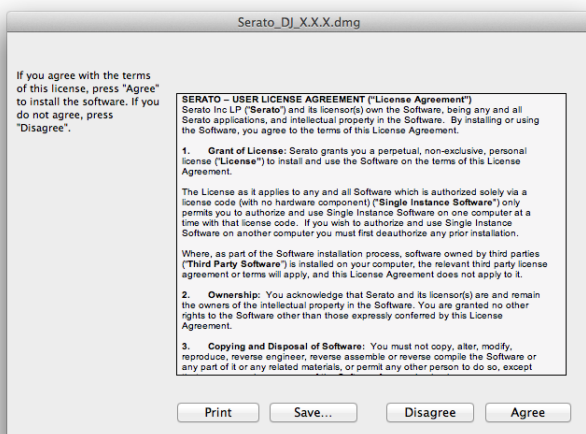 Serato_DJ_X.X.X.dmg
If you agree with the terms
of this license, press "Agree"
to install the software. If you
do not agree, press
"Disagree".
SERATO – USER LICENSE AGREEMENT ("License Agreement")
Serato Inc LP ("Serato") and its licensor(s) own the Software, being any and all
Serato applications, and intellectual property in the Software. By installing or using
the Software, you agree to the terms of this License Agreement.
1. Grant of License: Serato grants you a perpetual, non-exclusive, personal
license ("License") to install and use the Software on the terms of this License
Agreement.
The License as it applies to any and all Software which is authorized solely via a
license code (with no hardware component) ("Single Instance Software") only
permits you to authorize and use Single Instance Software on one computer at a
time with that license code. If you wish to authorize and use Single Instance
Software on another computer you must first deauthorize any prior installation.
Where, as part of the Software installation process, software owned by third parties
("Third Party Software") is installed on your computer, the relevant third party license
agreement or terms will apply, and this License Agreement does not apply to it.
2. Ownership: You acknowledge that Serato and its licensor(s) are and remain
the owners of the intellectual property in the Software. You are granted no other
rights to the Software other than those expressly conferred by this License
Agreement.
3. Copying and Disposal of Software: You must not copy, alter, modify,
reproduce, reverse engineer, reverse assemble or reverse compile the Software or
any part of it or any related materials, or permit any other person to do so, except
Print Save... Disagree Agree